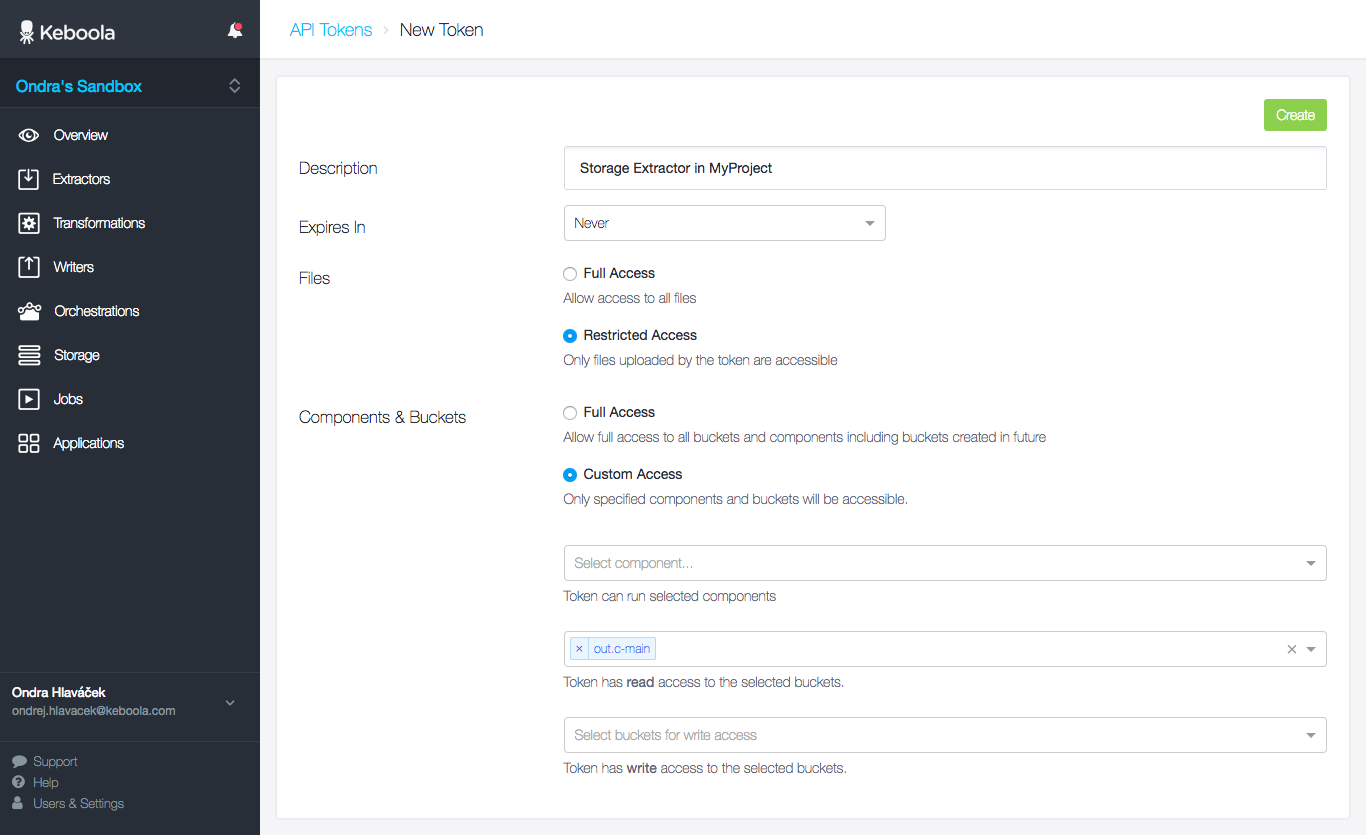 Keboola
API Tokens › New Token
Ondra's Sandbox
Overview
Extractors
Transformations
Writers
Orchestrations
Storage
Jobs
Applications
Ondra Hlaváček
ondrej.hlavacek@keboola.com
Support
Help
Users & Settings
Create
Description
Storage Extractor in MyProject
Expires In
Never
Files
Full Access
Allow access to all files
Restricted Access
Only files uploaded by the token are accessible
Components & Buckets
Full Access
Allow full access to all buckets and components including buckets created in future
Custom Access
Only specified components and buckets will be accessible.
Select component...
Token can run selected components
× out.c-main
Token has read access to the selected buckets.
Select buckets for write access
Token has write access to the selected buckets.